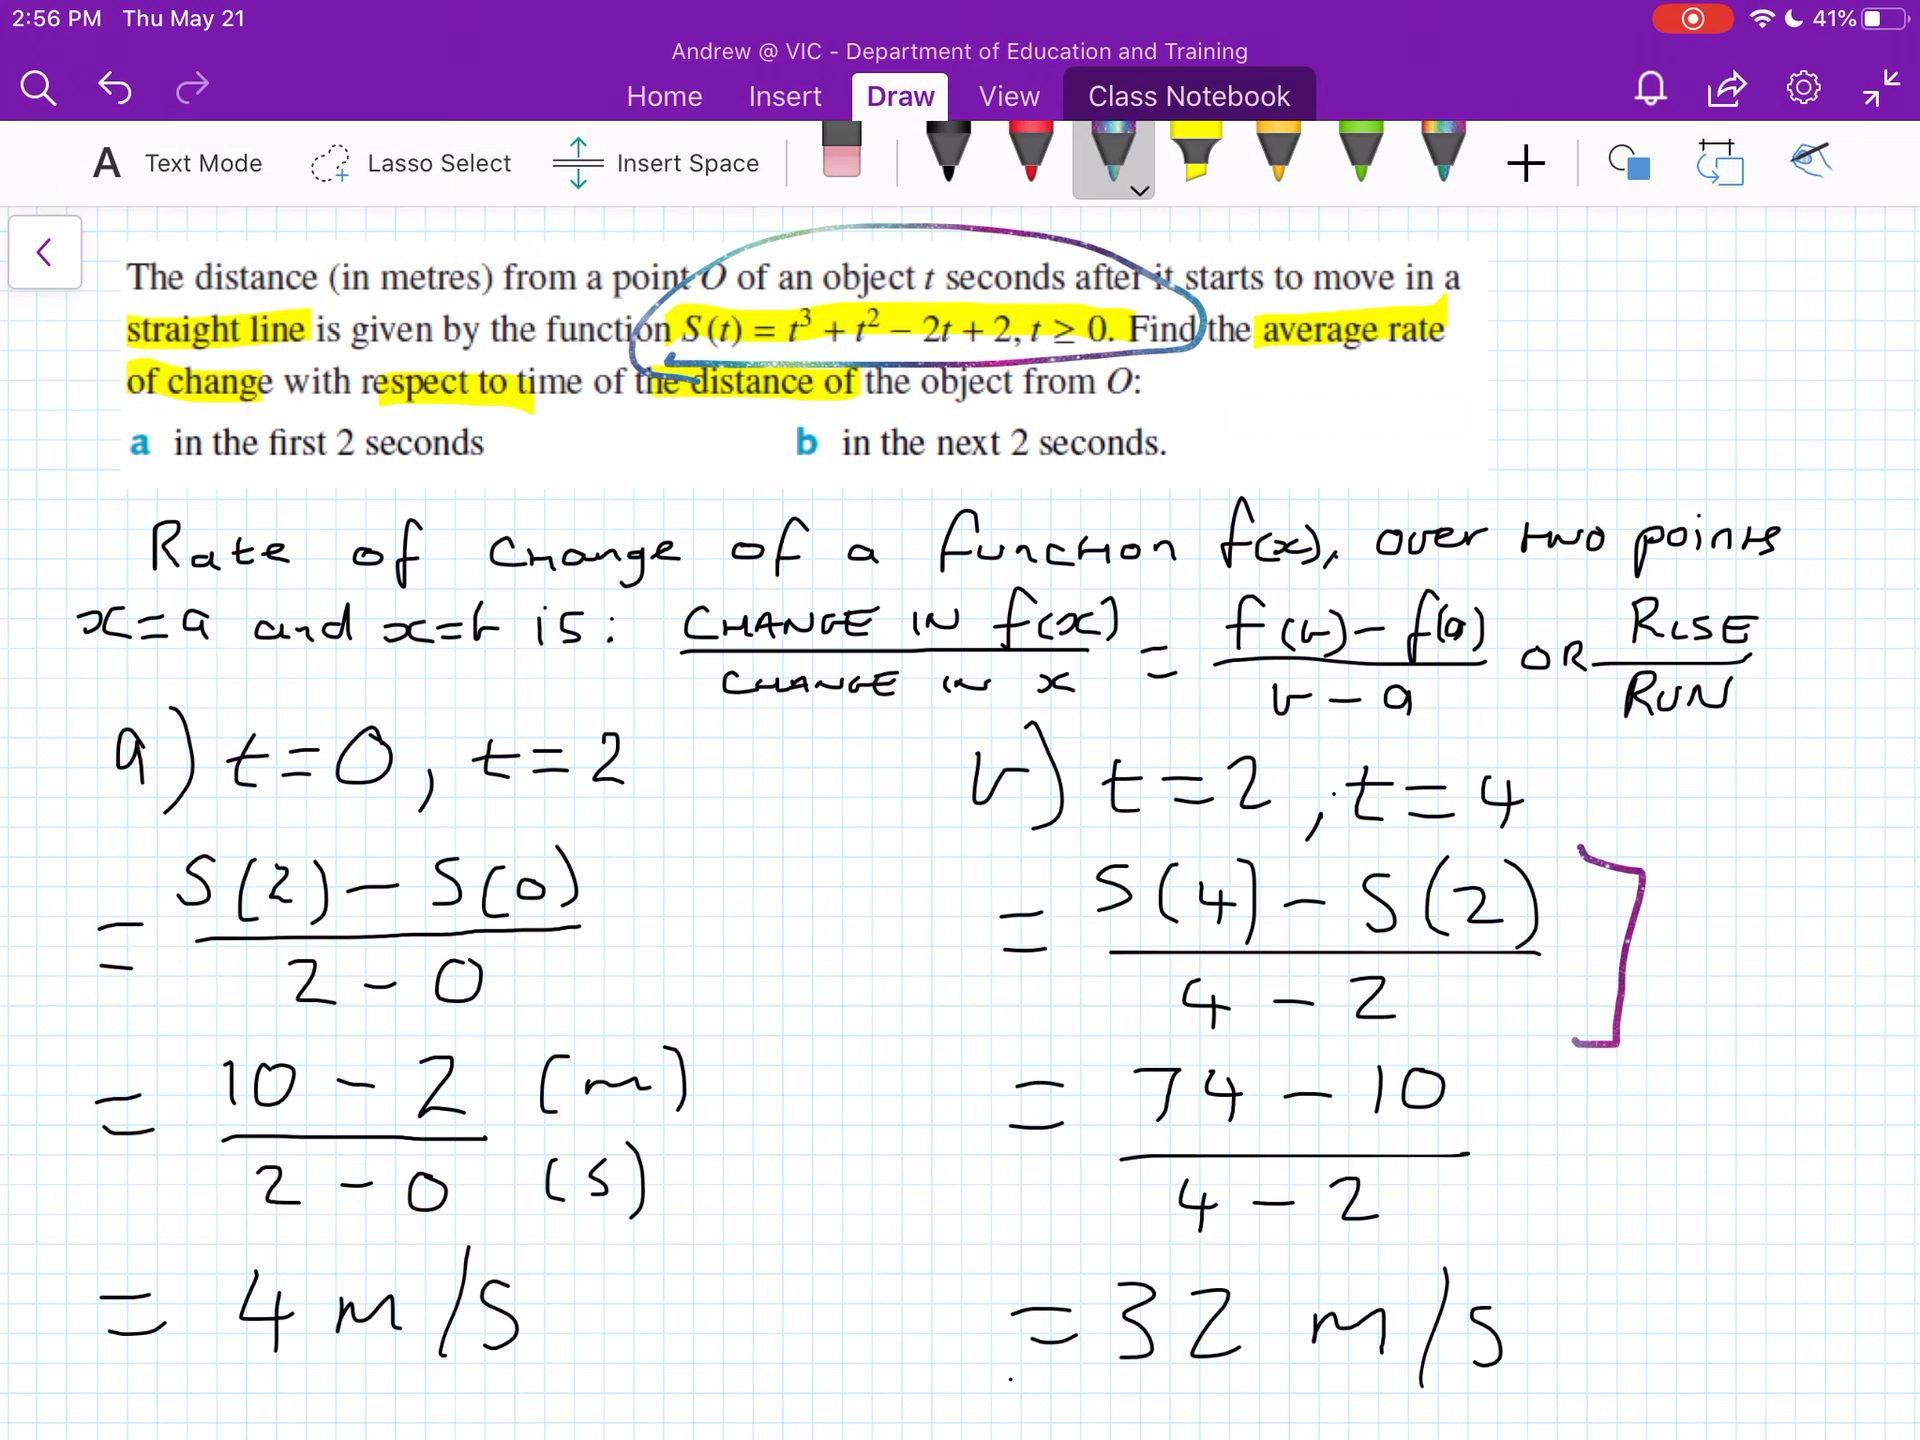 2:56 PM Thu May 21
41%
Andrew @ VIC - Department of Education and Training
Home Insert Draw View Class Notebook
A Text Mode Lasso Select Insert Space
The distance (in metres) from a point O of an object t seconds after it starts to move in a
straight line is given by the function S(t) = t³ + t² − 2t + 2, t ≥ 0. Find the average rate
of change with respect to time of the distance of the object from O:
a in the first 2 seconds b in the next 2 seconds.
Rate of change of a function f(x), over two points
x=a and x=b is: CHANGE IN f(x) / CHANGE IN x = f(b) − f(a) / b − a OR RISE / RUN
a) t=0, t=2
= S(2) − S(0) / 2 − 0
= 10 − 2 (m) / 2 − 0 (s)
= 4 m/s
b) t=2, t=4
= S(4) − S(2) / 4 − 2
= 74 − 10 / 4 − 2
= 32 m/s